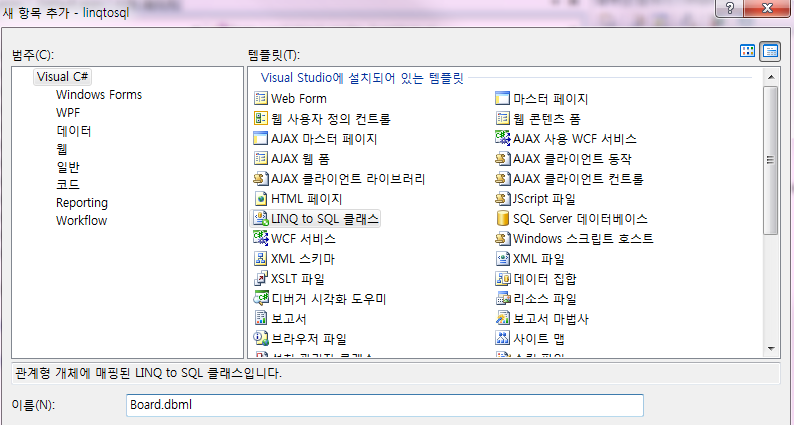 새 항목 추가 - linqtosql
범주(C):
템플릿(T):
Visual C#
Windows Forms
WPF
데이터
웹
일반
코드
Reporting
Workflow
Visual Studio에 설치되어 있는 템플릿
Web Form
마스터 페이지
웹 사용자 정의 컨트롤
웹 콘텐츠 폼
AJAX 마스터 페이지
AJAX 사용 WCF 서비스
AJAX 웹 폼
AJAX 클라이언트 동작
AJAX 클라이언트 라이브러리
AJAX 클라이언트 컨트롤
HTML 페이지
JScript 파일
LINQ to SQL 클래스
SQL Server 데이터베이스
WCF 서비스
Windows 스크립트 호스트
XML 스키마
XML 파일
XSLT 파일
데이터 집합
디버거 시각화 도우미
리소스 파일
보고서
보고서 마법사
브라우저 파일
사이트 맵
관계형 개체에 매핑된 LINQ to SQL 클래스입니다.
이름(N):
Board.dbml